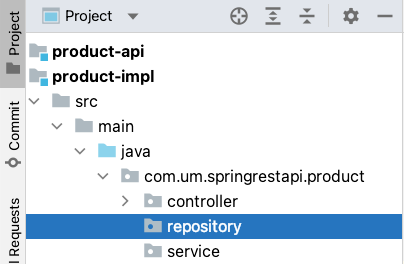 Project
product-api
product-impl
src
main
java
com.um.springrestapi.product
controller
repository
service
Project
Commit
Requests